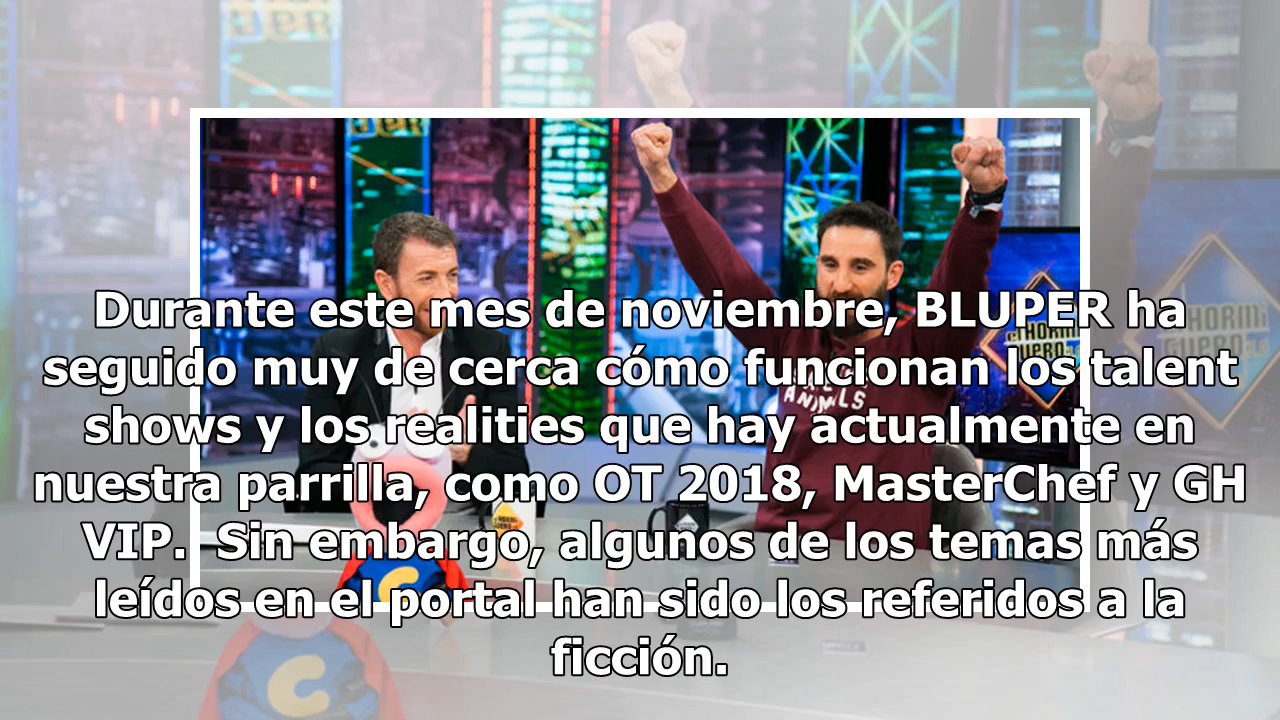 Durante este mes de noviembre, BLUPER ha
seguido muy de cerca cómo funcionan los talent
shows y los realities que hay actualmente en
nuestra parrilla, como OT 2018, MasterChef y GH
VIP.  Sin embargo, algunos de los temas más
leídos en el portal han sido los referidos a la
ficción.